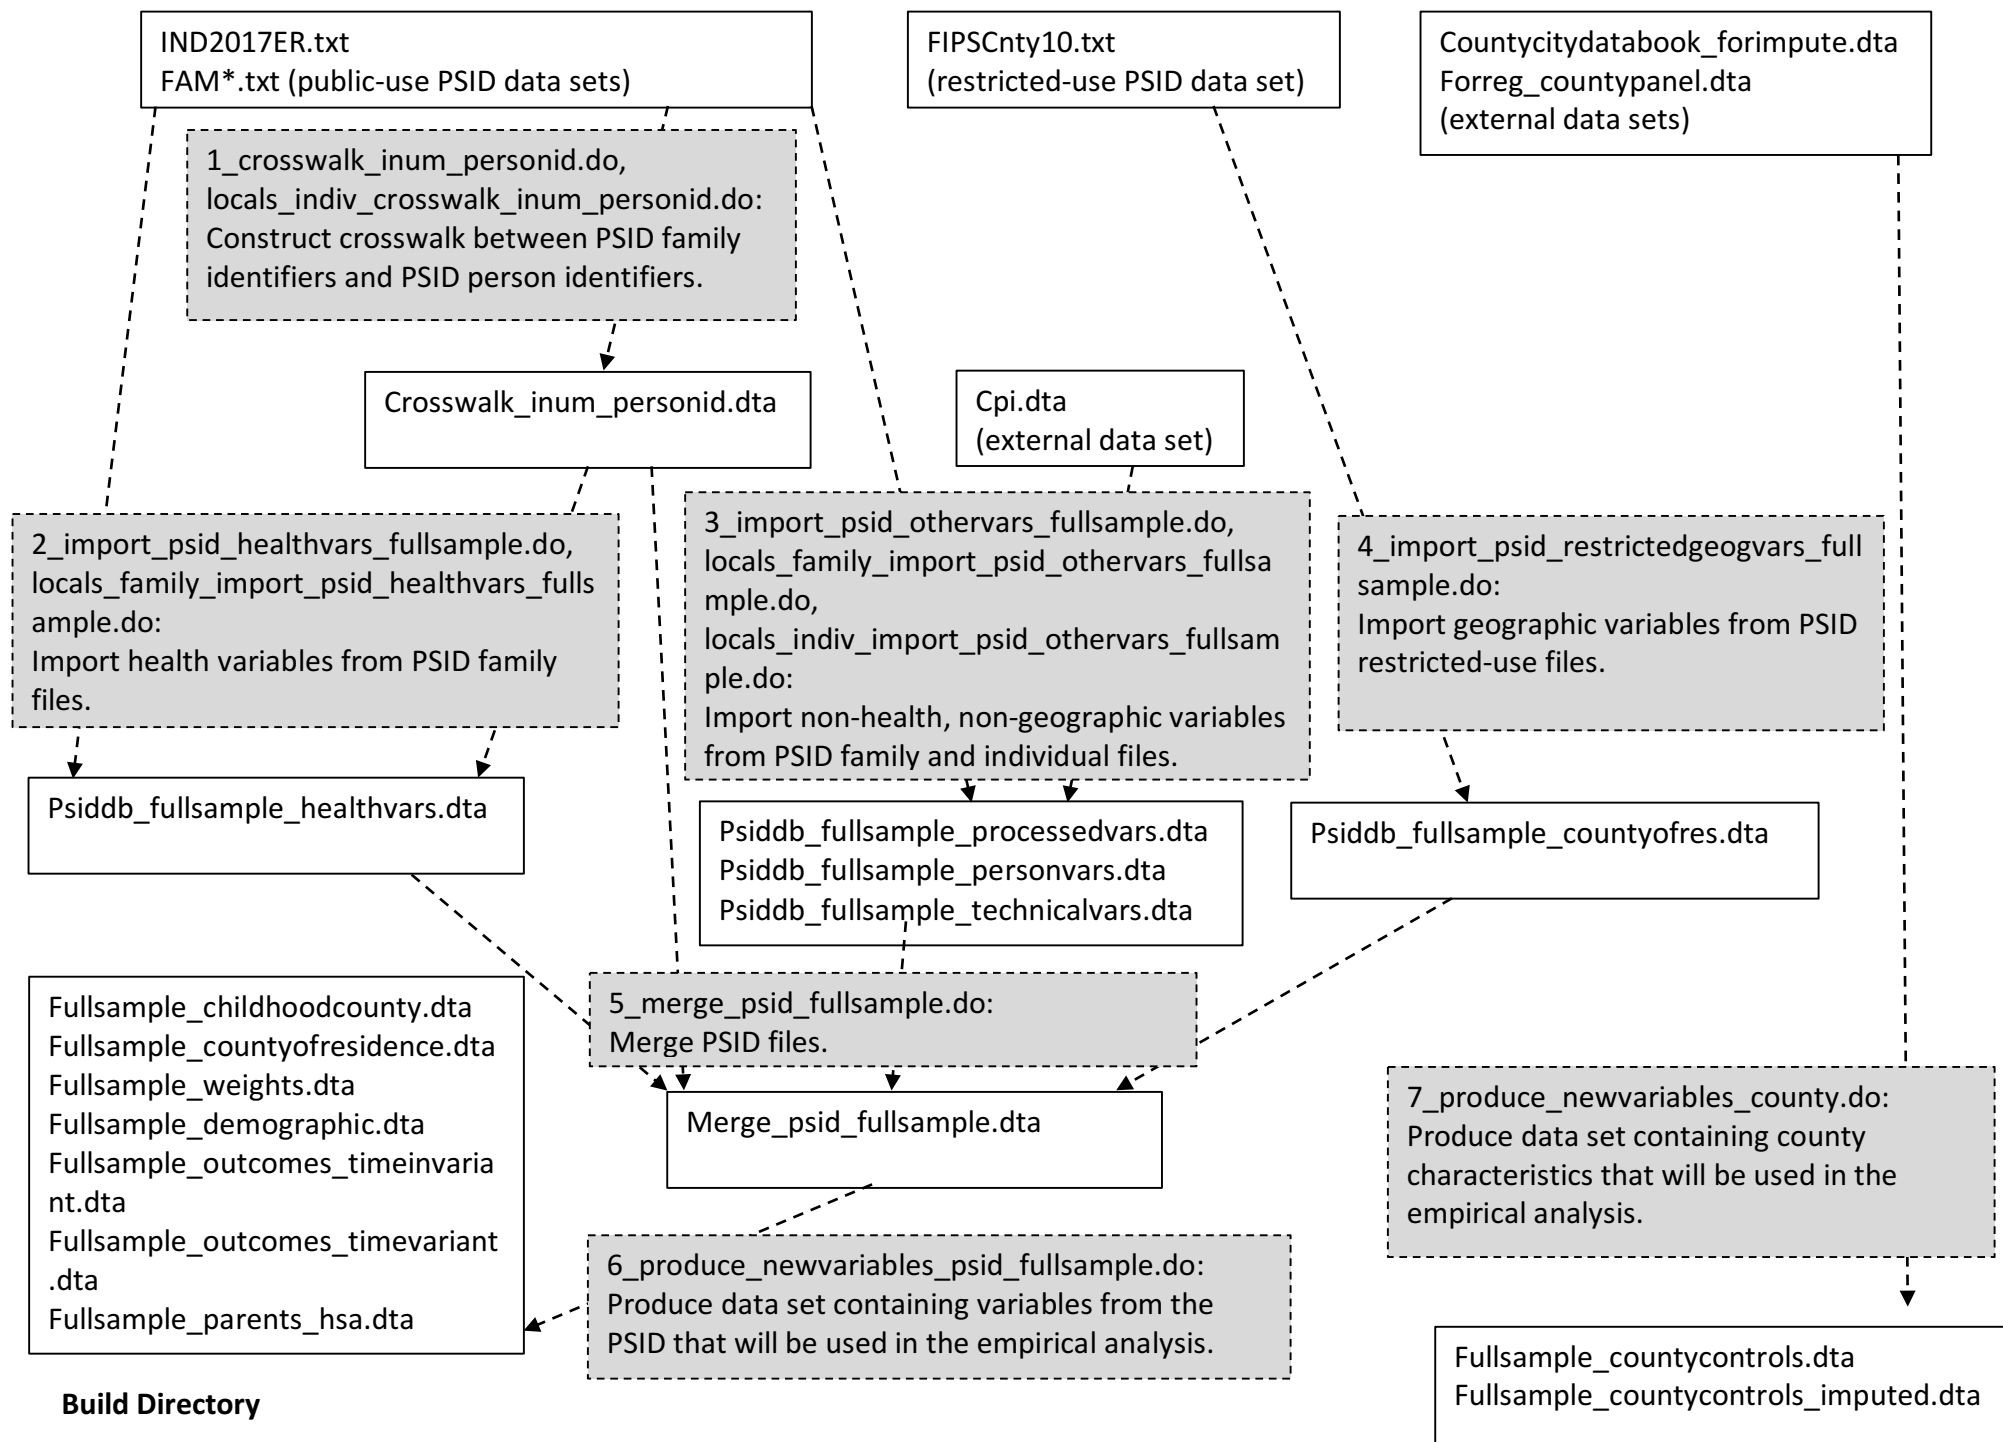 IND2017ER.txt
FAM*.txt (public-use PSID data sets)
FIPSCnty10.txt
(restricted-use PSID data set)
Countycitydatabook_forimpute.dta
Forreg_countypanel.dta
(external data sets)
1_crosswalk_inum_personid.do,
locals_indiv_crosswalk_inum_personid.do:
Construct crosswalk between PSID family
identifiers and PSID person identifiers.
Crosswalk_inum_personid.dta
Cpi.dta
(external data set)
2_import_psid_healthvars_fullsample.do,
locals_family_import_psid_healthvars_fulls
ample.do:
Import health variables from PSID family
files.
3_import_psid_othervars_fullsample.do,
locals_family_import_psid_othervars_fullsa
mple.do,
locals_indiv_import_psid_othervars_fullsam
ple.do:
Import non-health, non-geographic variables
from PSID family and individual files.
4_import_psid_restrictedgeogvars_full
sample.do:
Import geographic variables from PSID
restricted-use files.
Psiddb_fullsample_healthvars.dta
Psiddb_fullsample_processedvars.dta
Psiddb_fullsample_personvars.dta
Psiddb_fullsample_technicalvars.dta
Psiddb_fullsample_countyofres.dta
Fullsample_childhoodcounty.dta
Fullsample_countyofresidence.dta
Fullsample_weights.dta
Fullsample_demographic.dta
Fullsample_outcomes_timeinvaria
nt.dta
Fullsample_outcomes_timevariant
.dta
Fullsample_parents_hsa.dta
5_merge_psid_fullsample.do:
Merge PSID files.
Merge_psid_fullsample.dta
7_produce_newvariables_county.do:
Produce data set containing county
characteristics that will be used in the
empirical analysis.
6_produce_newvariables_psid_fullsample.do:
Produce data set containing variables from the
PSID that will be used in the empirical analysis.
Fullsample_countycontrols.dta
Fullsample_countycontrols_imputed.dta
Build Directory